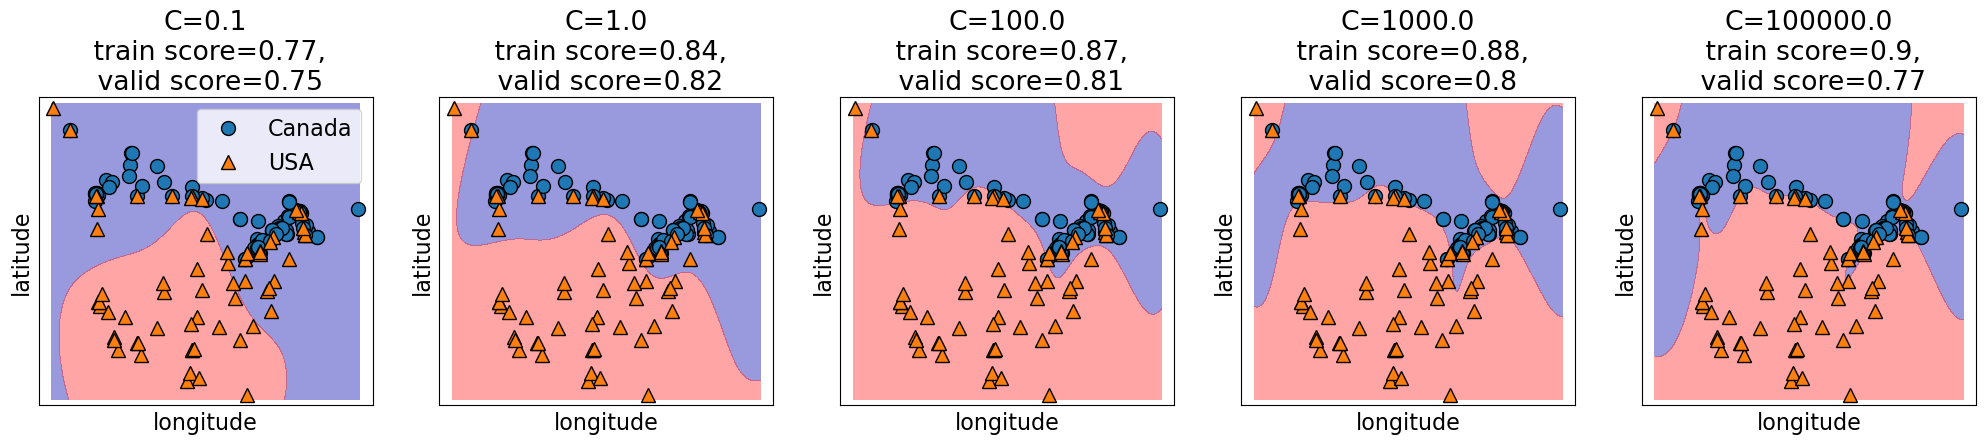 C=0.1
train score=0.77,
valid score=0.75
Canada
USA
latitude
longitude
C=1.0
train score=0.84,
valid score=0.82
latitude
longitude
C=100.0
train score=0.87,
valid score=0.81
latitude
longitude
C=1000.0
train score=0.88,
valid score=0.8
latitude
longitude
C=100000.0
train score=0.9,
valid score=0.77
latitude
longitude